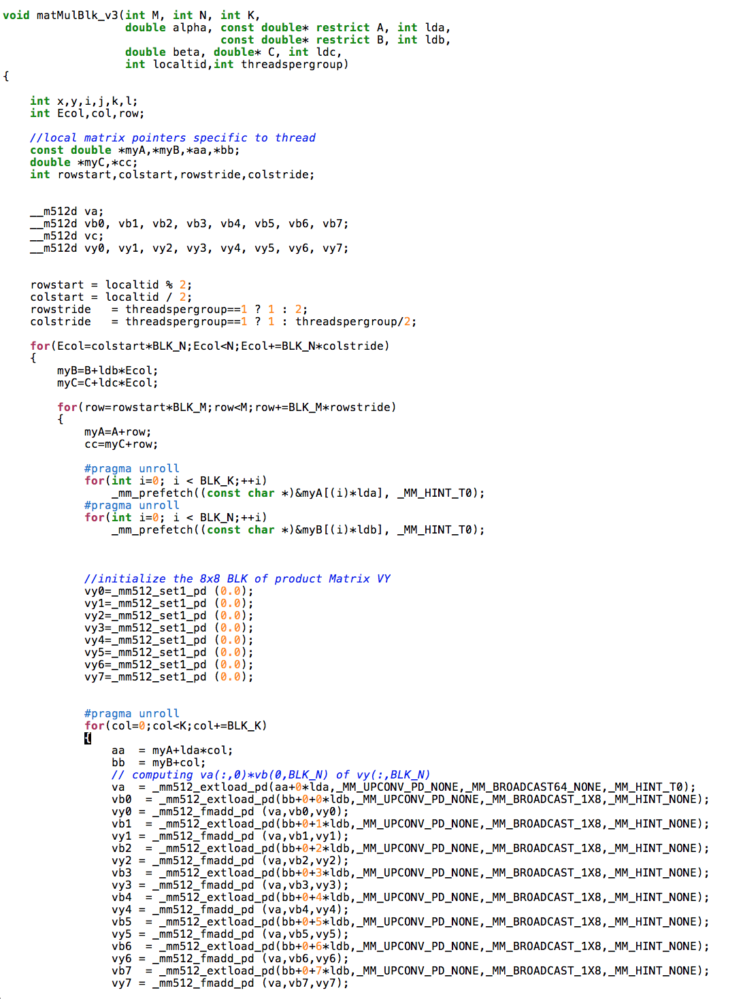 void matMulBlk_v3(int M, int N, int K,
                  double alpha, const double* restrict A, int lda,
                                const double* restrict B, int ldb,
                  double beta, double* C, int ldc,
                  int localtid,int threadspergroup)
{

    int x,y,i,j,k,l;
    int Ecol,col,row;

    //local matrix pointers specific to thread
    const double *myA,*myB,*aa,*bb;
    double *myC,*cc;
    int rowstart,colstart,rowstride,colstride;


    __m512d va;
    __m512d vb0, vb1, vb2, vb3, vb4, vb5, vb6, vb7;
    __m512d vc;
    __m512d vy0, vy1, vy2, vy3, vy4, vy5, vy6, vy7;


    rowstart = localtid % 2;
    colstart = localtid / 2;
    rowstride   = threadspergroup==1 ? 1 : 2;
    colstride   = threadspergroup==1 ? 1 : threadspergroup/2;

    for(Ecol=colstart*BLK_N;Ecol<N;Ecol+=BLK_N*colstride)
    {
        myB=B+ldb*Ecol;
        myC=C+ldc*Ecol;

        for(row=rowstart*BLK_M;row<M;row+=BLK_M*rowstride)
        {
            myA=A+row;
            cc=myC+row;

            #pragma unroll
            for(int i=0; i < BLK_K;++i)
                _mm_prefetch((const char *)&myA[(i)*lda], _MM_HINT_T0);
            #pragma unroll
            for(int i=0; i < BLK_N;++i)
                _mm_prefetch((const char *)&myB[(i)*ldb], _MM_HINT_T0);



            //initialize the 8x8 BLK of product Matrix VY
            vy0=_mm512_set1_pd (0.0);
            vy1=_mm512_set1_pd (0.0);
            vy2=_mm512_set1_pd (0.0);
            vy3=_mm512_set1_pd (0.0);
            vy4=_mm512_set1_pd (0.0);
            vy5=_mm512_set1_pd (0.0);
            vy6=_mm512_set1_pd (0.0);
            vy7=_mm512_set1_pd (0.0);


            #pragma unroll
            for(col=0;col<K;col+=BLK_K)
            {
                aa  = myA+lda*col;
                bb  = myB+col;
                // computing va(:,0)*vb(0,BLK_N) of vy(:,BLK_N)
                va  = _mm512_extload_pd(aa+0*lda,_MM_UPCONV_PD_NONE,_MM_BROADCAST64_NONE,_MM_HINT_T0);
                vb0  = _mm512_extload_pd(bb+0+0*ldb,_MM_UPCONV_PD_NONE,_MM_BROADCAST_1X8,_MM_HINT_NONE);
                vy0 = _mm512_fmadd_pd (va,vb0,vy0);
                vb1  = _mm512_extload_pd(bb+0+1*ldb,_MM_UPCONV_PD_NONE,_MM_BROADCAST_1X8,_MM_HINT_NONE);
                vy1 = _mm512_fmadd_pd (va,vb1,vy1);
                vb2  = _mm512_extload_pd(bb+0+2*ldb,_MM_UPCONV_PD_NONE,_MM_BROADCAST_1X8,_MM_HINT_NONE);
                vy2 = _mm512_fmadd_pd (va,vb2,vy2);
                vb3  = _mm512_extload_pd(bb+0+3*ldb,_MM_UPCONV_PD_NONE,_MM_BROADCAST_1X8,_MM_HINT_NONE);
                vy3 = _mm512_fmadd_pd (va,vb3,vy3);
                vb4  = _mm512_extload_pd(bb+0+4*ldb,_MM_UPCONV_PD_NONE,_MM_BROADCAST_1X8,_MM_HINT_NONE);
                vy4 = _mm512_fmadd_pd (va,vb4,vy4);
                vb5  = _mm512_extload_pd(bb+0+5*ldb,_MM_UPCONV_PD_NONE,_MM_BROADCAST_1X8,_MM_HINT_NONE);
                vy5 = _mm512_fmadd_pd (va,vb5,vy5);
                vb6  = _mm512_extload_pd(bb+0+6*ldb,_MM_UPCONV_PD_NONE,_MM_BROADCAST_1X8,_MM_HINT_NONE);
                vy6 = _mm512_fmadd_pd (va,vb6,vy6);
                vb7  = _mm512_extload_pd(bb+0+7*ldb,_MM_UPCONV_PD_NONE,_MM_BROADCAST_1X8,_MM_HINT_NONE);
                vy7 = _mm512_fmadd_pd (va,vb7,vy7);